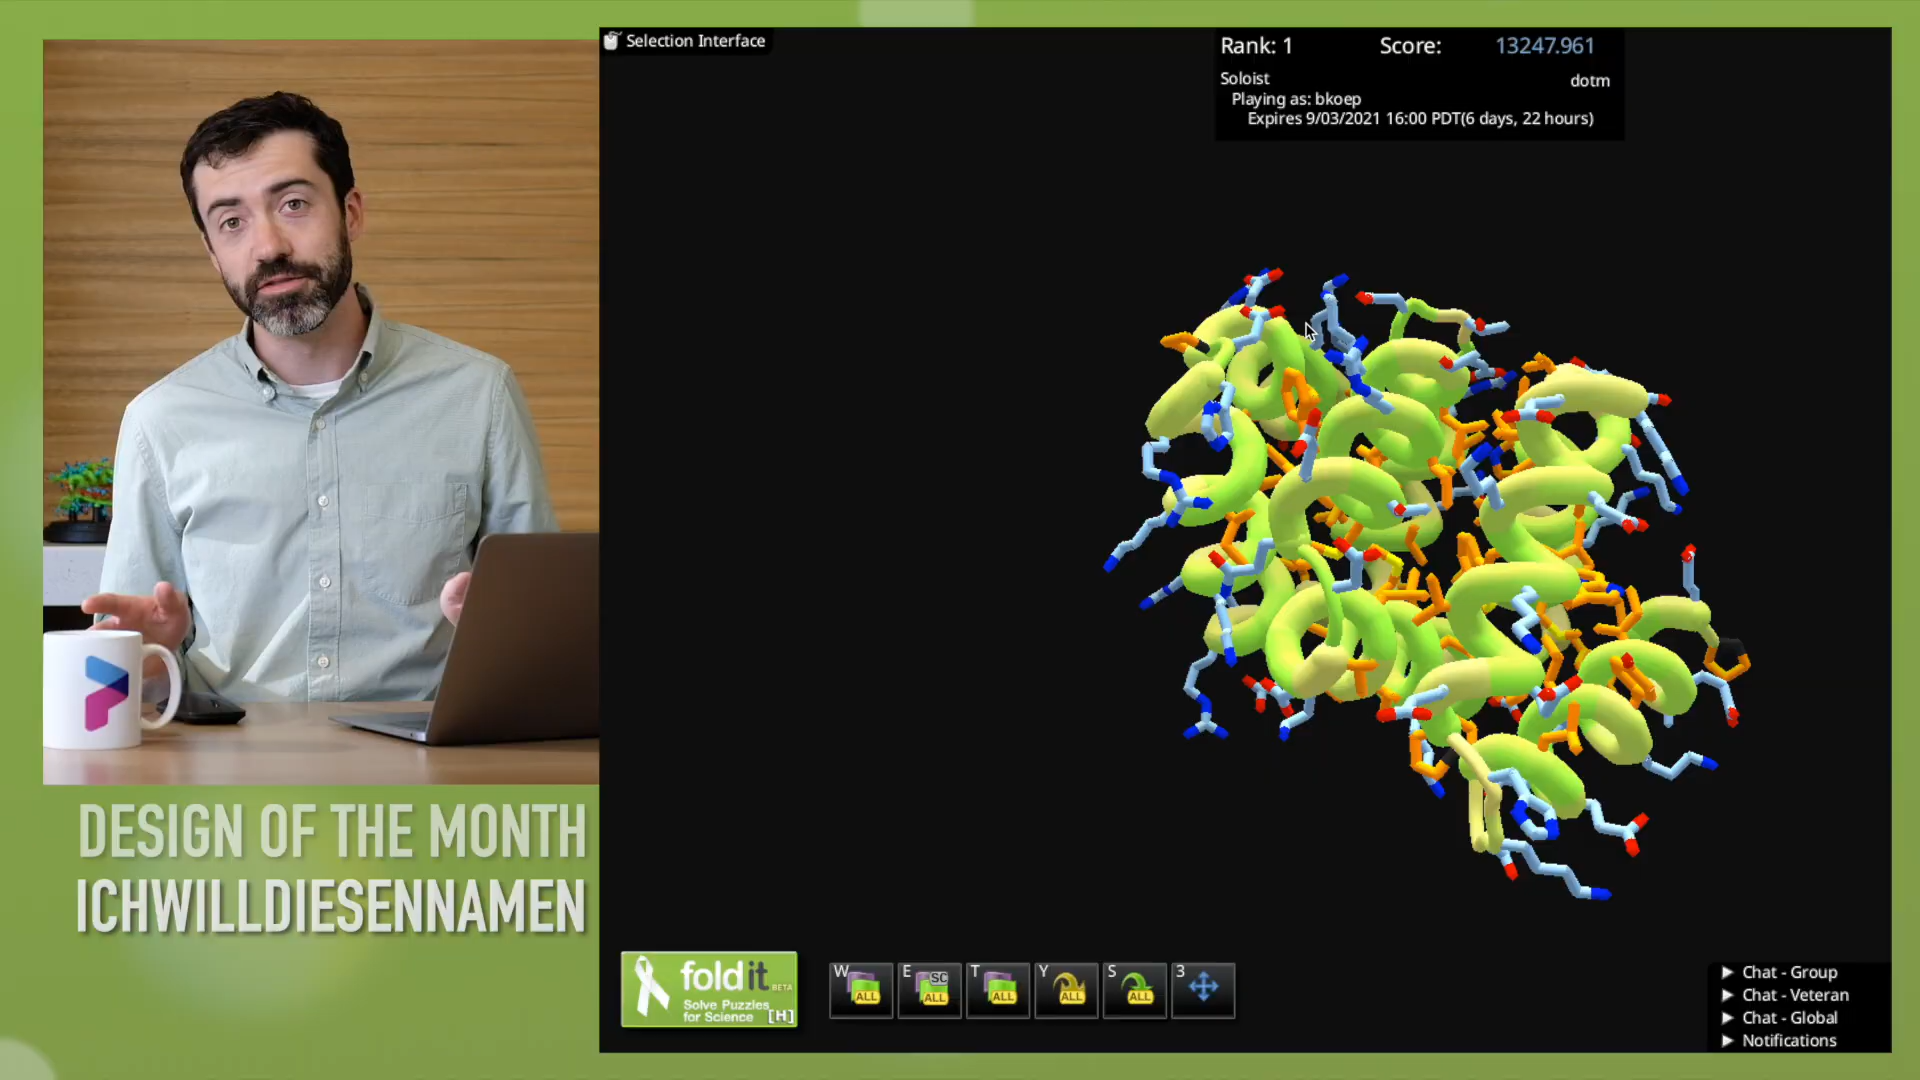 Selection Interface
Rank: 1 Score: 13247.961
Soloist dotm
Playing as: bkoep
Expires 9/03/2021 16:00 PDT(6 days, 22 hours)
DESIGN OF THE MONTH
ICHWILLDIESENNAMEN
foldit BETA
Solve Puzzles
for Science [H]
W ALL
E SC ALL
T ALL
Y ALL
S ALL
3
Chat - Group
Chat - Veteran
Chat - Global
Notifications